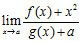 lim x→a (f(x) + x²) / (g(x) + a)